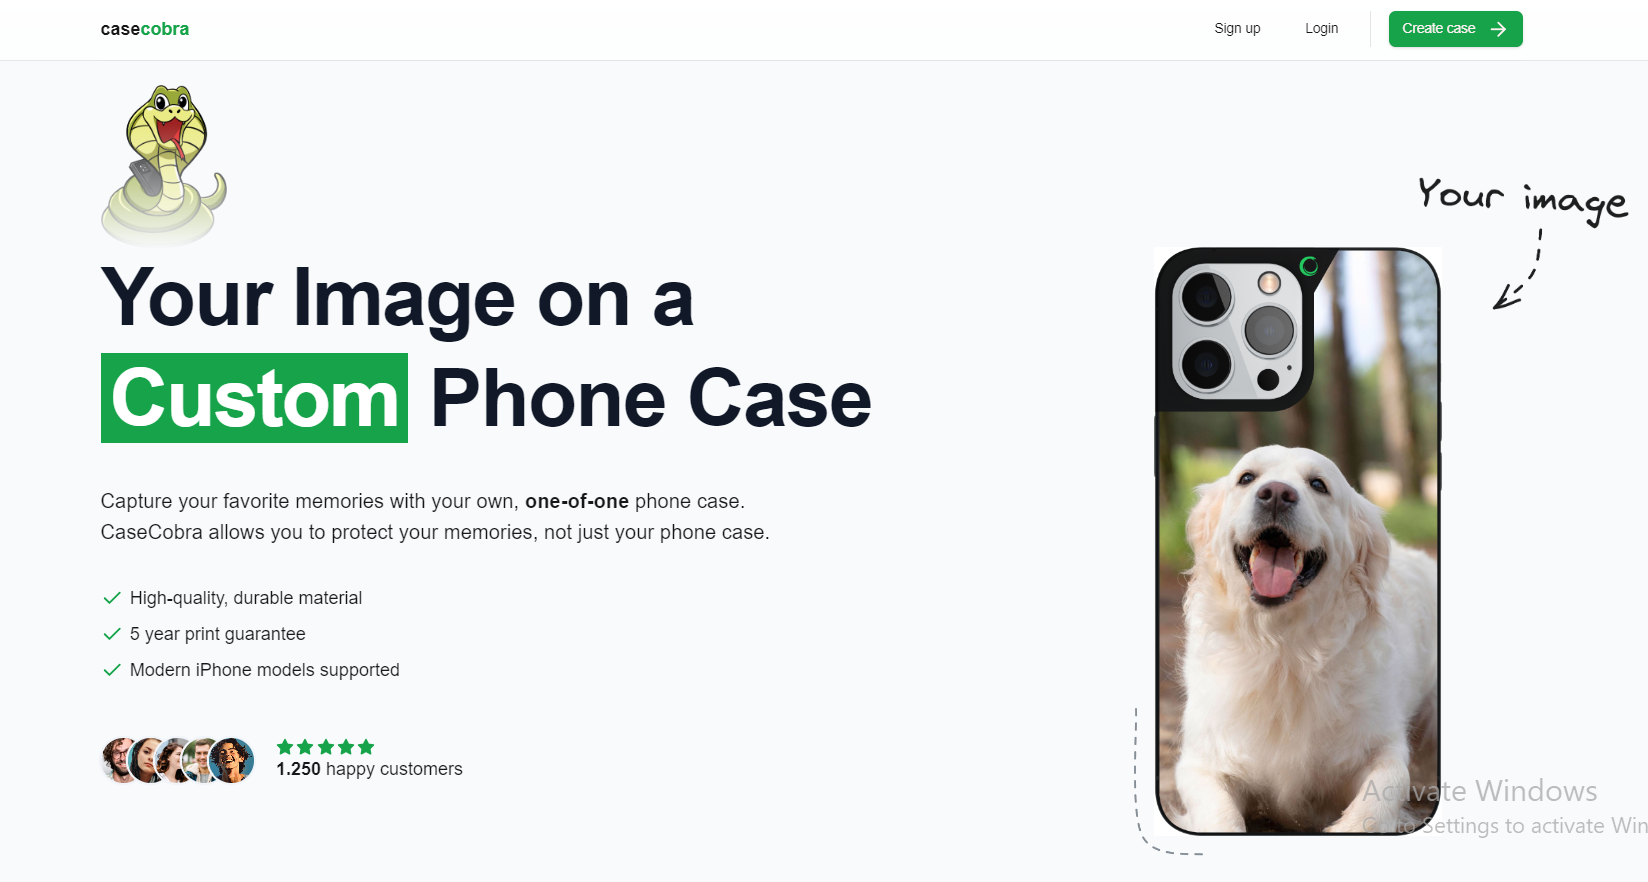 casecobra
Sign up
Login
Create case
Your image
Your Image on a
Custom Phone Case
Capture your favorite memories with your own, one-of-one phone case.
CaseCobra allows you to protect your memories, not just your phone case.
High-quality, durable material
5 year print guarantee
Modern iPhone models supported
1.250 happy customers
Activate Windows
Go to Settings to activate Win